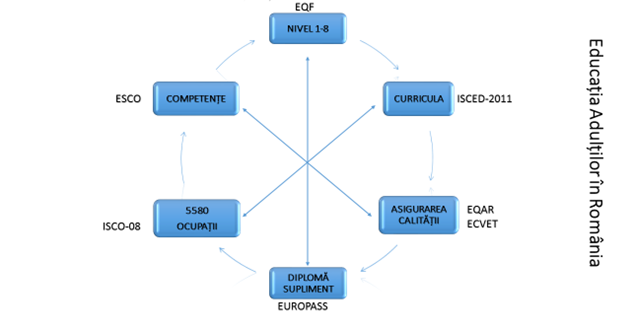 EQF
NIVEL 1-8
ESCO
COMPETENȚE
CURRICULA
ISCED-2011
ISCO-08
5580
OCUPAȚII
ASIGURAREA
CALITĂȚII
EQAR
ECVET
DIPLOMĂ
SUPLIMENT
EUROPASS
Educația Adulților în România